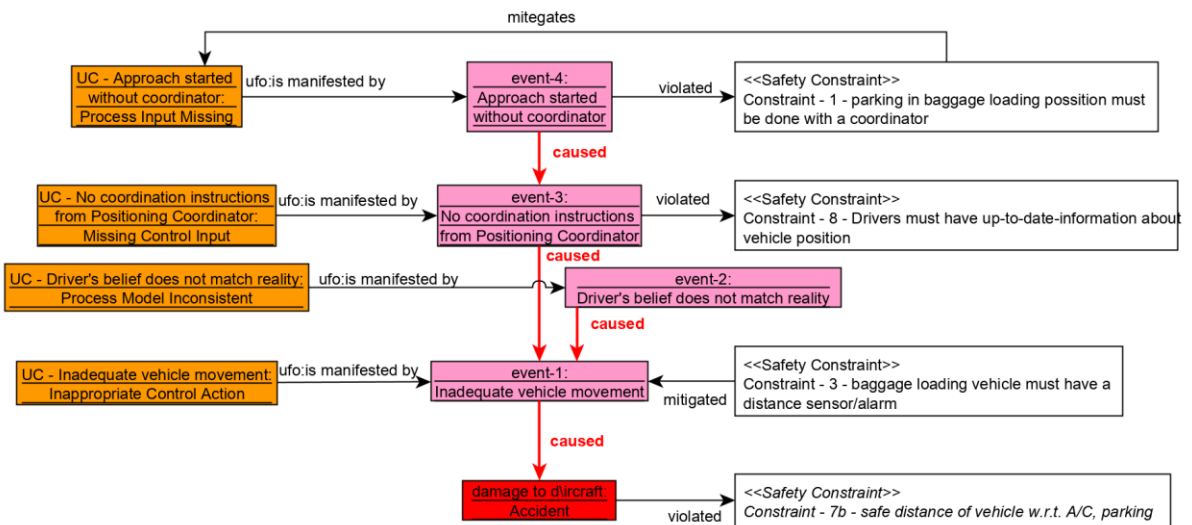 mitegates
UC - Approach started
without coordinator:
Process Input Missing
ufo:is manifested by
event-4:
Approach started
without coordinator
violated
<<Safety Constraint>>
Constraint - 1 - parking in baggage loading possition must
be done with a coordinator
caused
UC - No coordination instructions
from Positioning Coordinator:
Missing Control Input
ufo:is manifested by
event-3:
No coordination instructions
from Positioning Coordinator
violated
<<Safety Constraint>>
Constraint - 8 - Drivers must have up-to-date-information about
vehicle position
caused
UC - Driver's belief does not match reality:
Process Model Inconsistent
ufo:is manifested by
event-2:
Driver's belief does not match reality
caused
UC - Inadequate vehicle movement:
Inappropriate Control Action
ufo:is manifested by
event-1:
Inadequate vehicle movement
mitigated
<<Safety Constraint>>
Constraint - 3 - baggage loading vehicle must have a
distance sensor/alarm
caused
damage to d\ircraft:
Accident
violated
<<Safety Constraint>>
Constraint - 7b - safe distance of vehicle w.r.t. A/C, parking